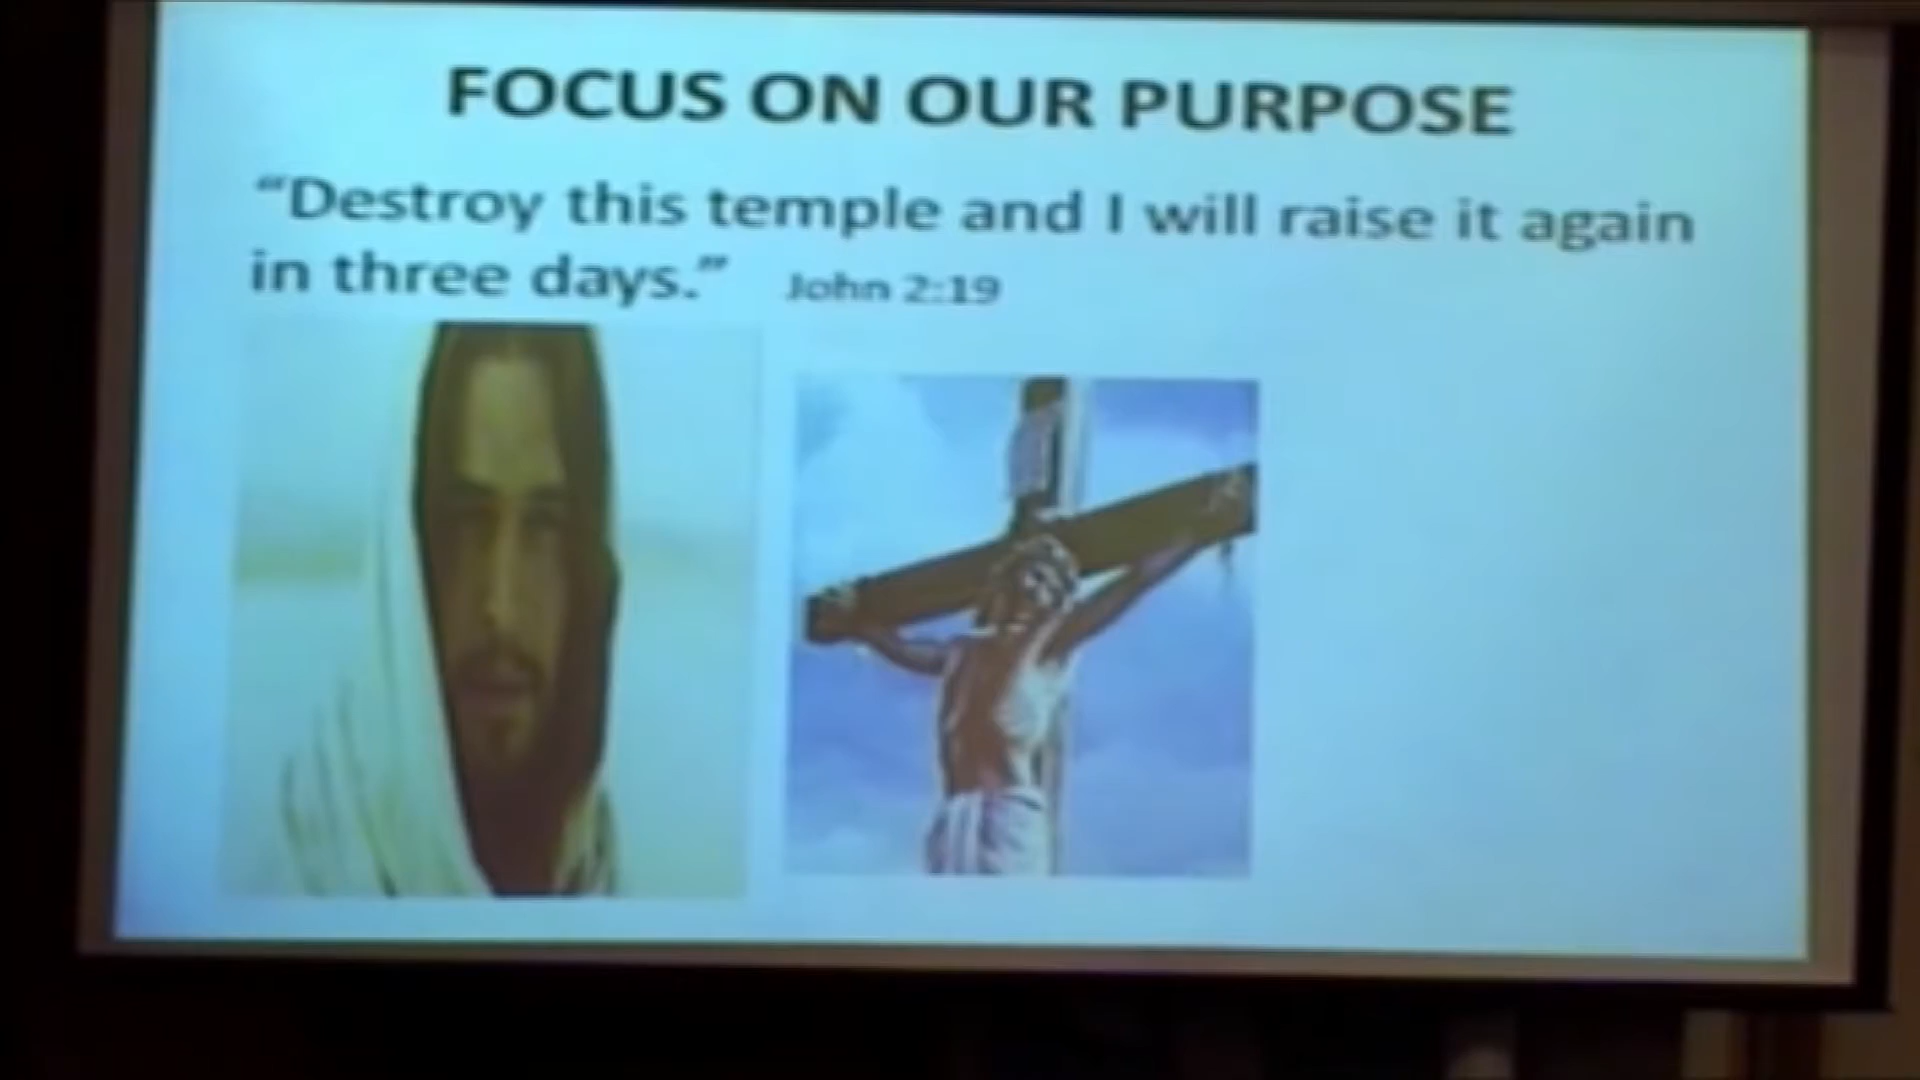 FOCUS ON OUR PURPOSE
“Destroy this temple and I will raise it again
in three days.” John 2:19